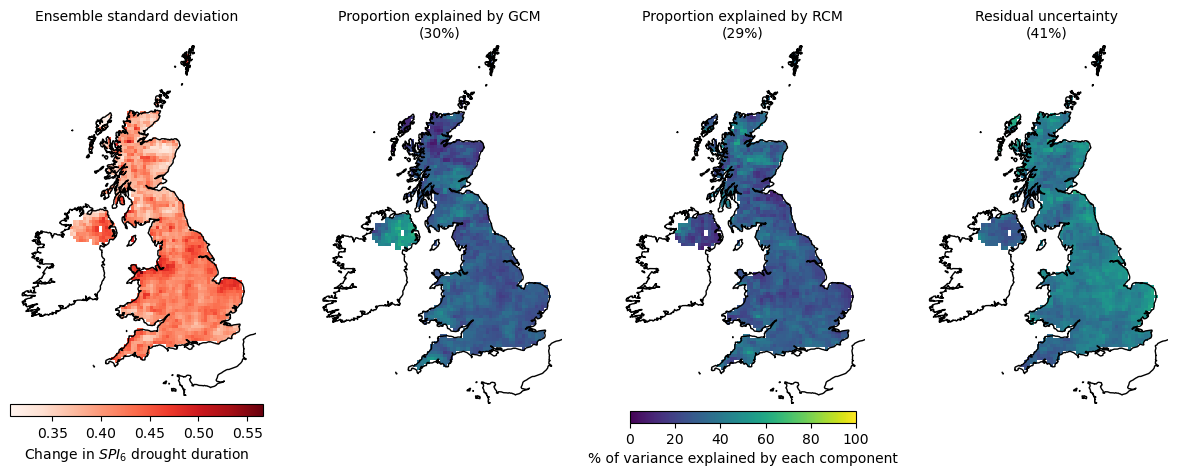 Ensemble standard deviation
Proportion explained by GCM
(30%)
Proportion explained by RCM
(29%)
Residual uncertainty
(41%)
0.35 0.40 0.45 0.50 0.55
Change in SPI₆ drought duration
0 20 40 60 80 100
% of variance explained by each component